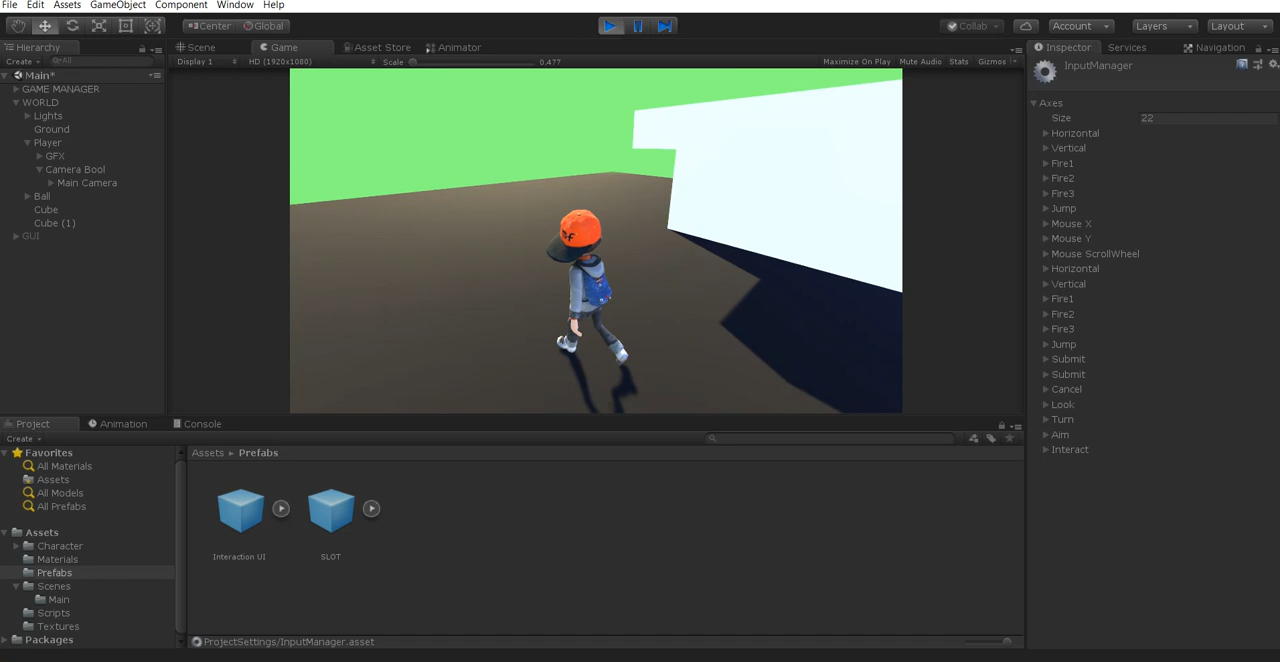 File Edit Assets GameObject Component Window Help
Center Global Collab Account Layers Layout
Hierarchy Scene Game Asset Store Animator Inspector Services Navigation
Create All Display 1 HD (1920x1080) Scale 0.477 Maximize On Play Mute Audio Stats Gizmos
Main*
GAME MANAGER
WORLD
Lights
Ground
Player
GFX
Camera Bool
Main Camera
Ball
Cube
Cube (1)
GUI
InputManager
Axes
Size 22
Horizontal
Vertical
Fire1
Fire2
Fire3
Jump
Mouse X
Mouse Y
Mouse ScrollWheel
Horizontal
Vertical
Fire1
Fire2
Fire3
Jump
Submit
Submit
Cancel
Look
Turn
Aim
Interact
Project Animation Console
Create
Favorites
All Materials
Assets
All Models
All Prefabs
Assets
Character
Materials
Prefabs
Scenes
Main
Scripts
Textures
Packages
Assets ▸ Prefabs
Interaction UI SLOT
ProjectSettings/InputManager.asset